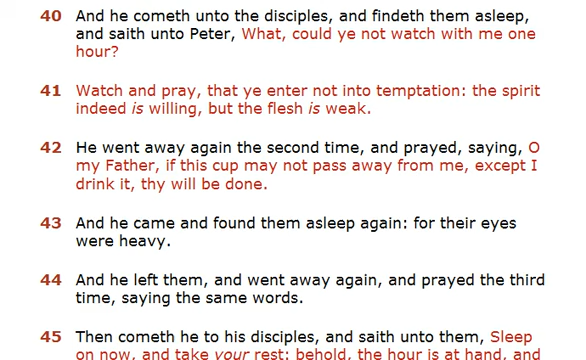 40 And he cometh unto the disciples, and findeth them asleep,
and saith unto Peter, What, could ye not watch with me one
hour?
41 Watch and pray, that ye enter not into temptation: the spirit
indeed is willing, but the flesh is weak.
42 He went away again the second time, and prayed, saying, O
my Father, if this cup may not pass away from me, except I
drink it, thy will be done.
43 And he came and found them asleep again: for their eyes
were heavy.
44 And he left them, and went away again, and prayed the third
time, saying the same words.
45 Then cometh he to his disciples, and saith unto them, Sleep
on now, and take your rest: behold, the hour is at hand, and